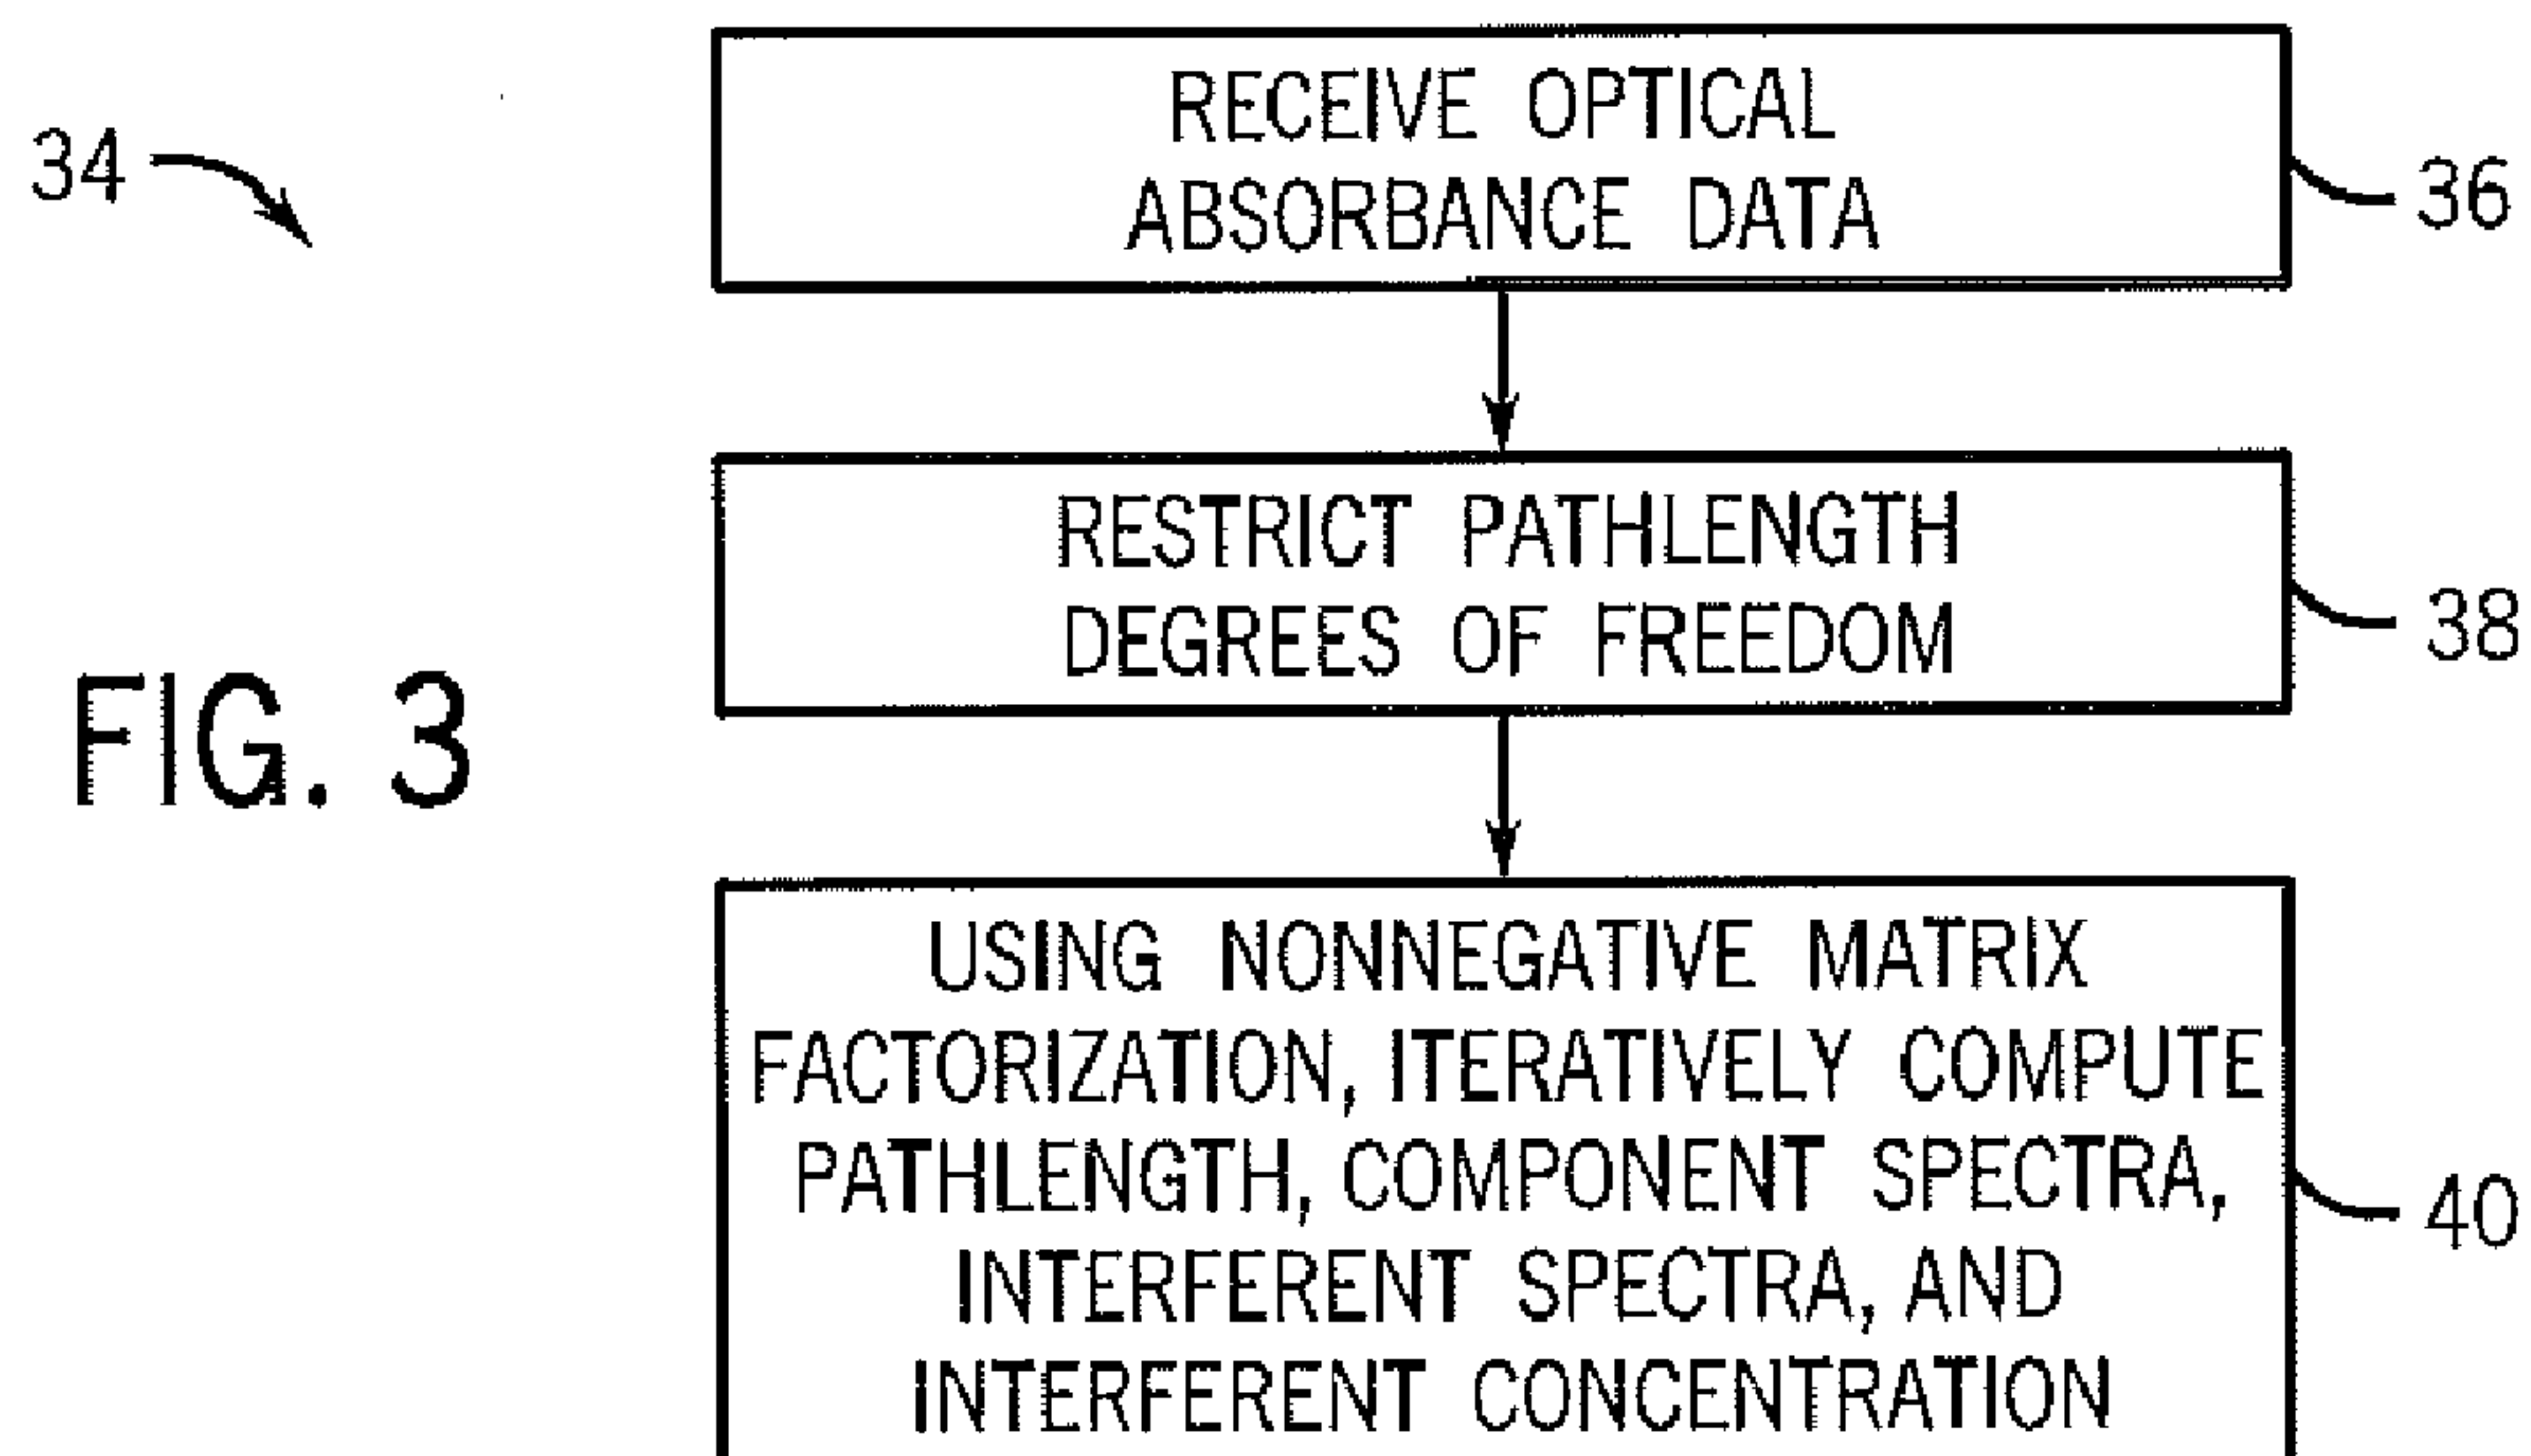 34
RECEIVE OPTICAL
ABSORBANCE DATA
36
RESTRICT PATHLENGTH
DEGREES OF FREEDOM
38
FIG. 3
USING NONNEGATIVE MATRIX
FACTORIZATION, ITERATIVELY COMPUTE
PATHLENGTH, COMPONENT SPECTRA,
INTERFERENT SPECTRA, AND
INTERFERENT CONCENTRATION
40